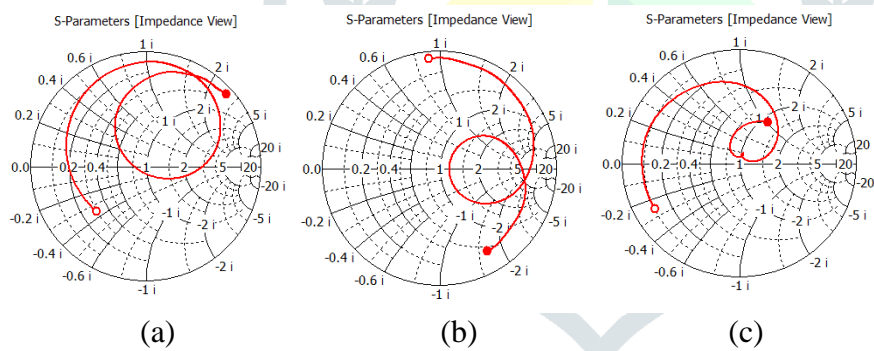 S-Parameters [Impedance View]
1 i
0.6 i
2 i
0.4 i
0.2 i
5 i
1 i
20 i
0.0
0.2 0.4
1
2
5
20
-20 i
-0.2 i
-1 i
-5 i
-2 i
-0.4 i
-0.6 i
-2 i
-1 i
(a)
S-Parameters [Impedance View]
1 i
0.6 i
2 i
0.4 i
0.2 i
5 i
1 i
20 i
0.0
0.2 0.4
1
2
5
20
-20 i
-0.2 i
-1 i
-5 i
-2 i
-0.4 i
-0.6 i
-2 i
-1 i
(b)
S-Parameters [Impedance View]
1 i
0.6 i
2 i
0.4 i
2 i
0.2 i
5 i
20 i
0.0
0.2 0.4
1
2
5
20
-20
-0.2 i
-1 i
-5 i
-2 i
-0.4 i
-0.6 i
-2 i
-1 i
(c)